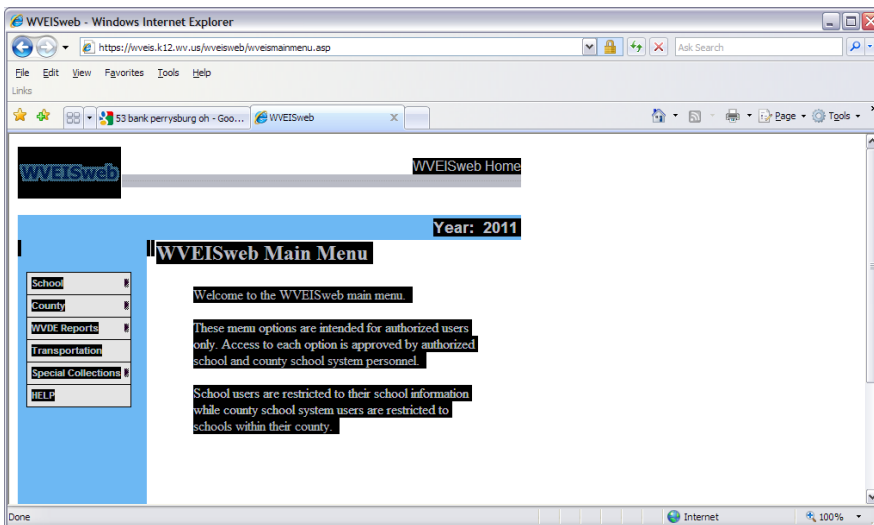 WVEISweb - Windows Internet Explorer
https://wveis.k12.wv.us/wveisweb/wveismainmenu.asp
Ask Search
File Edit View Favorites Tools Help
Links
53 bank perrysburg oh - Goo...
WVEISweb
X
Page
Tools
WVEISweb
WVEISweb Home
Year: 2011
WVEISweb Main Menu
School
County
WVDE Reports
Transportation
Special Collections
HELP
Welcome to the WVEISweb main menu.
These menu options are intended for authorized users
only. Access to each option is approved by authorized
school and county school system personnel.
School users are restricted to their school information
while county school system users are restricted to
schools within their county.
Done
Internet
100%